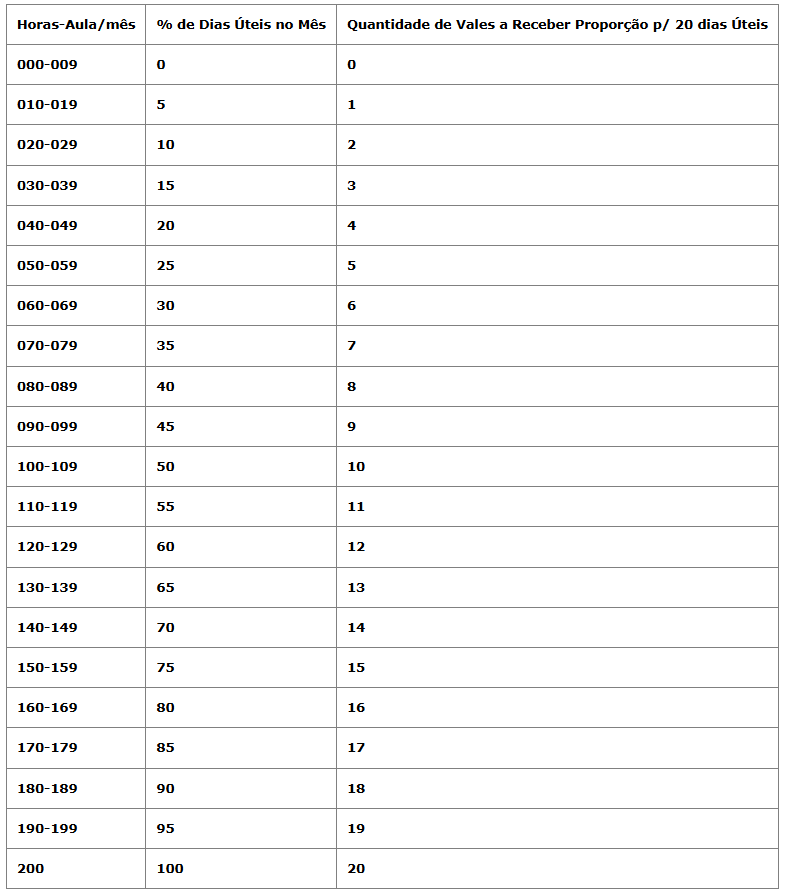 Horas-Aula/mês % de Dias Úteis no Mês Quantidade de Vales a Receber Proporção p/ 20 dias Úteis
000-009 0 0
010-019 5 1
020-029 10 2
030-039 15 3
040-049 20 4
050-059 25 5
060-069 30 6
070-079 35 7
080-089 40 8
090-099 45 9
100-109 50 10
110-119 55 11
120-129 60 12
130-139 65 13
140-149 70 14
150-159 75 15
160-169 80 16
170-179 85 17
180-189 90 18
190-199 95 19
200 100 20